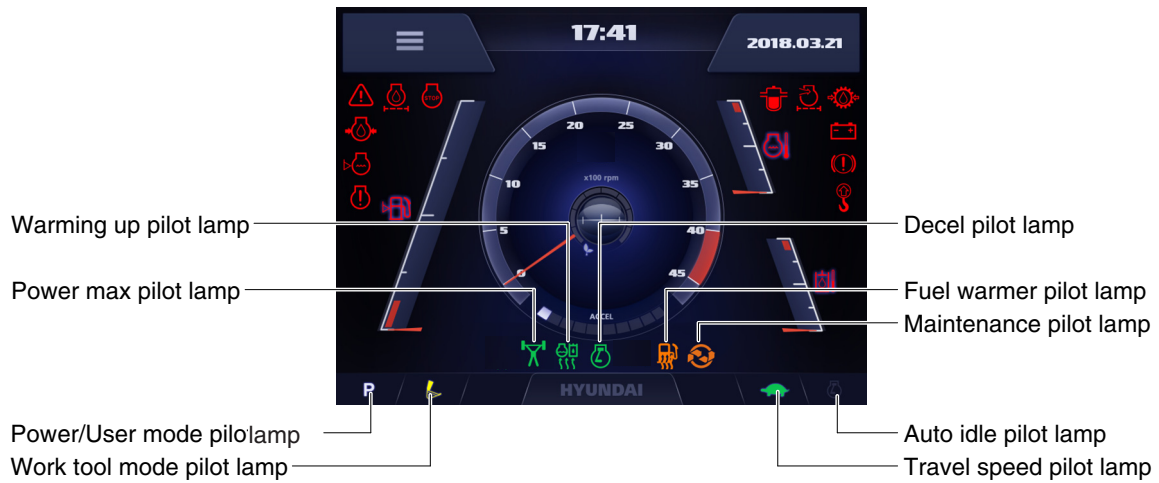 17:41
2018.03.21
STOP
20
25
15
30
x100 rpm
10
35
Warming up pilot lamp
Decel pilot lamp
5
40
Power max pilot lamp
0
45
Fuel warmer pilot lamp
ACCEL
Maintenance pilot lamp
P
HYUNDAI
Power/User mode pilo lamp
Auto idle pilot lamp
Work tool mode pilot lamp
Travel speed pilot lamp